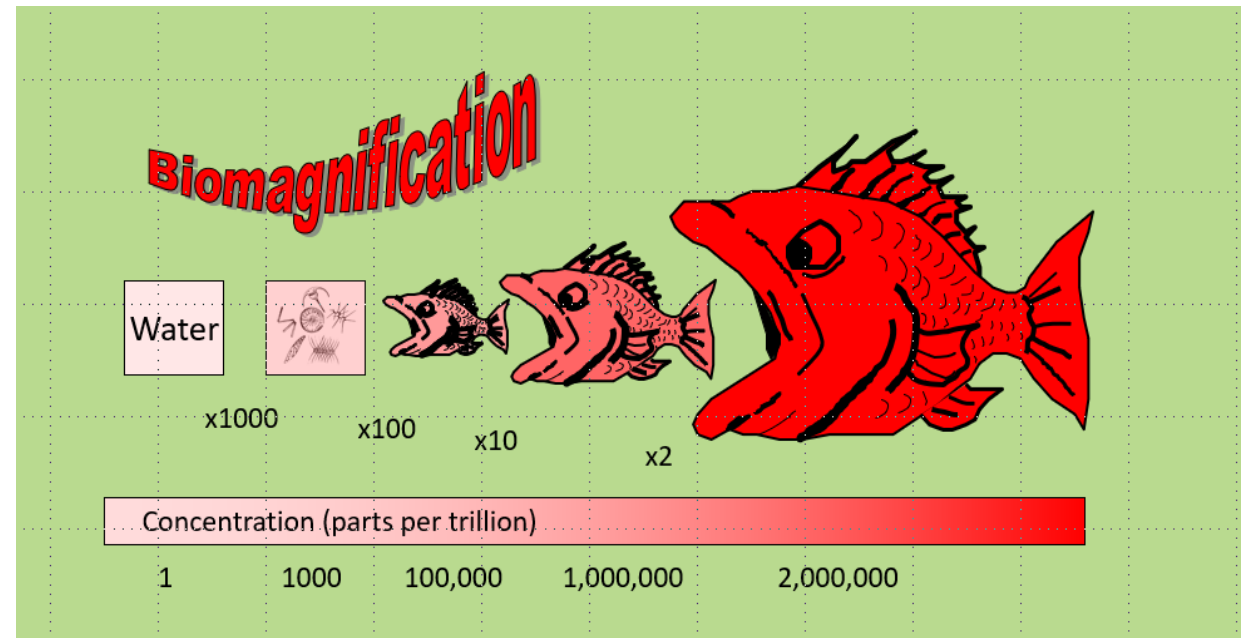 Biomagnification
Water
x1000
x100
x10
x2
Concentration (parts per trillion)
1 1000 100,000 1,000,000 2,000,000